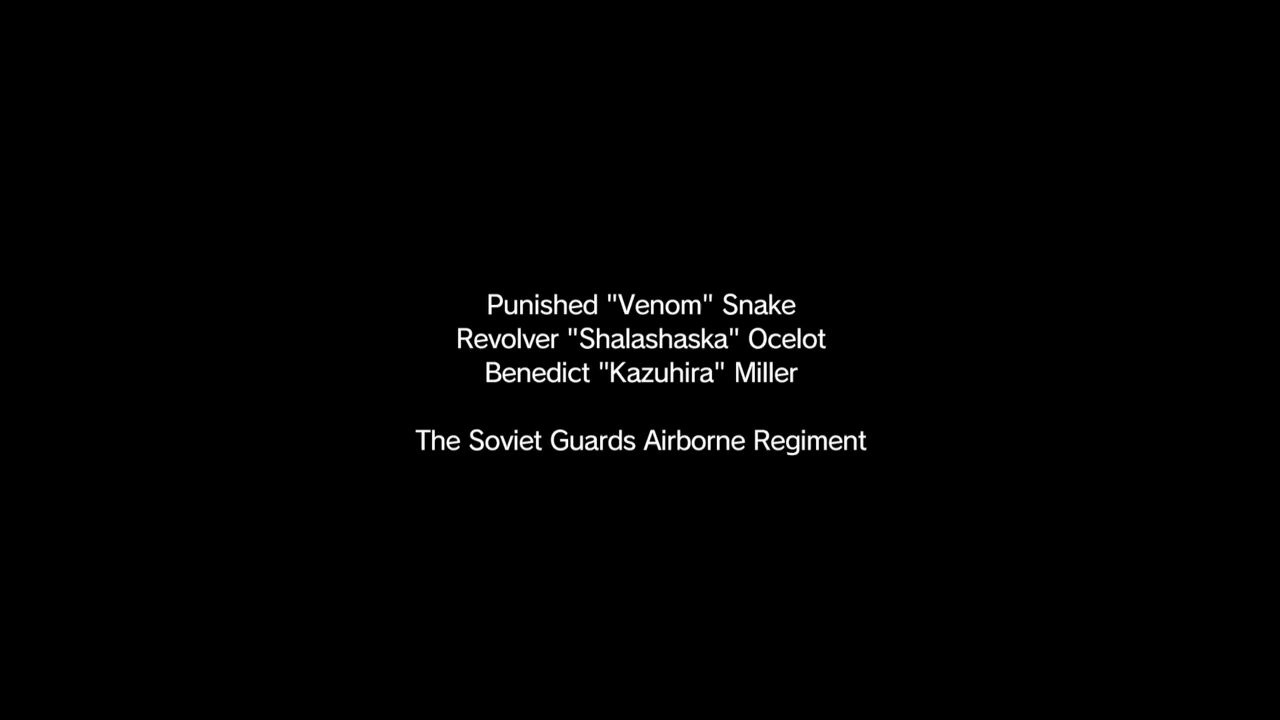 Punished "Venom" Snake
Revolver "Shalashaska" Ocelot
Benedict "Kazuhira" Miller
The Soviet Guards Airborne Regiment